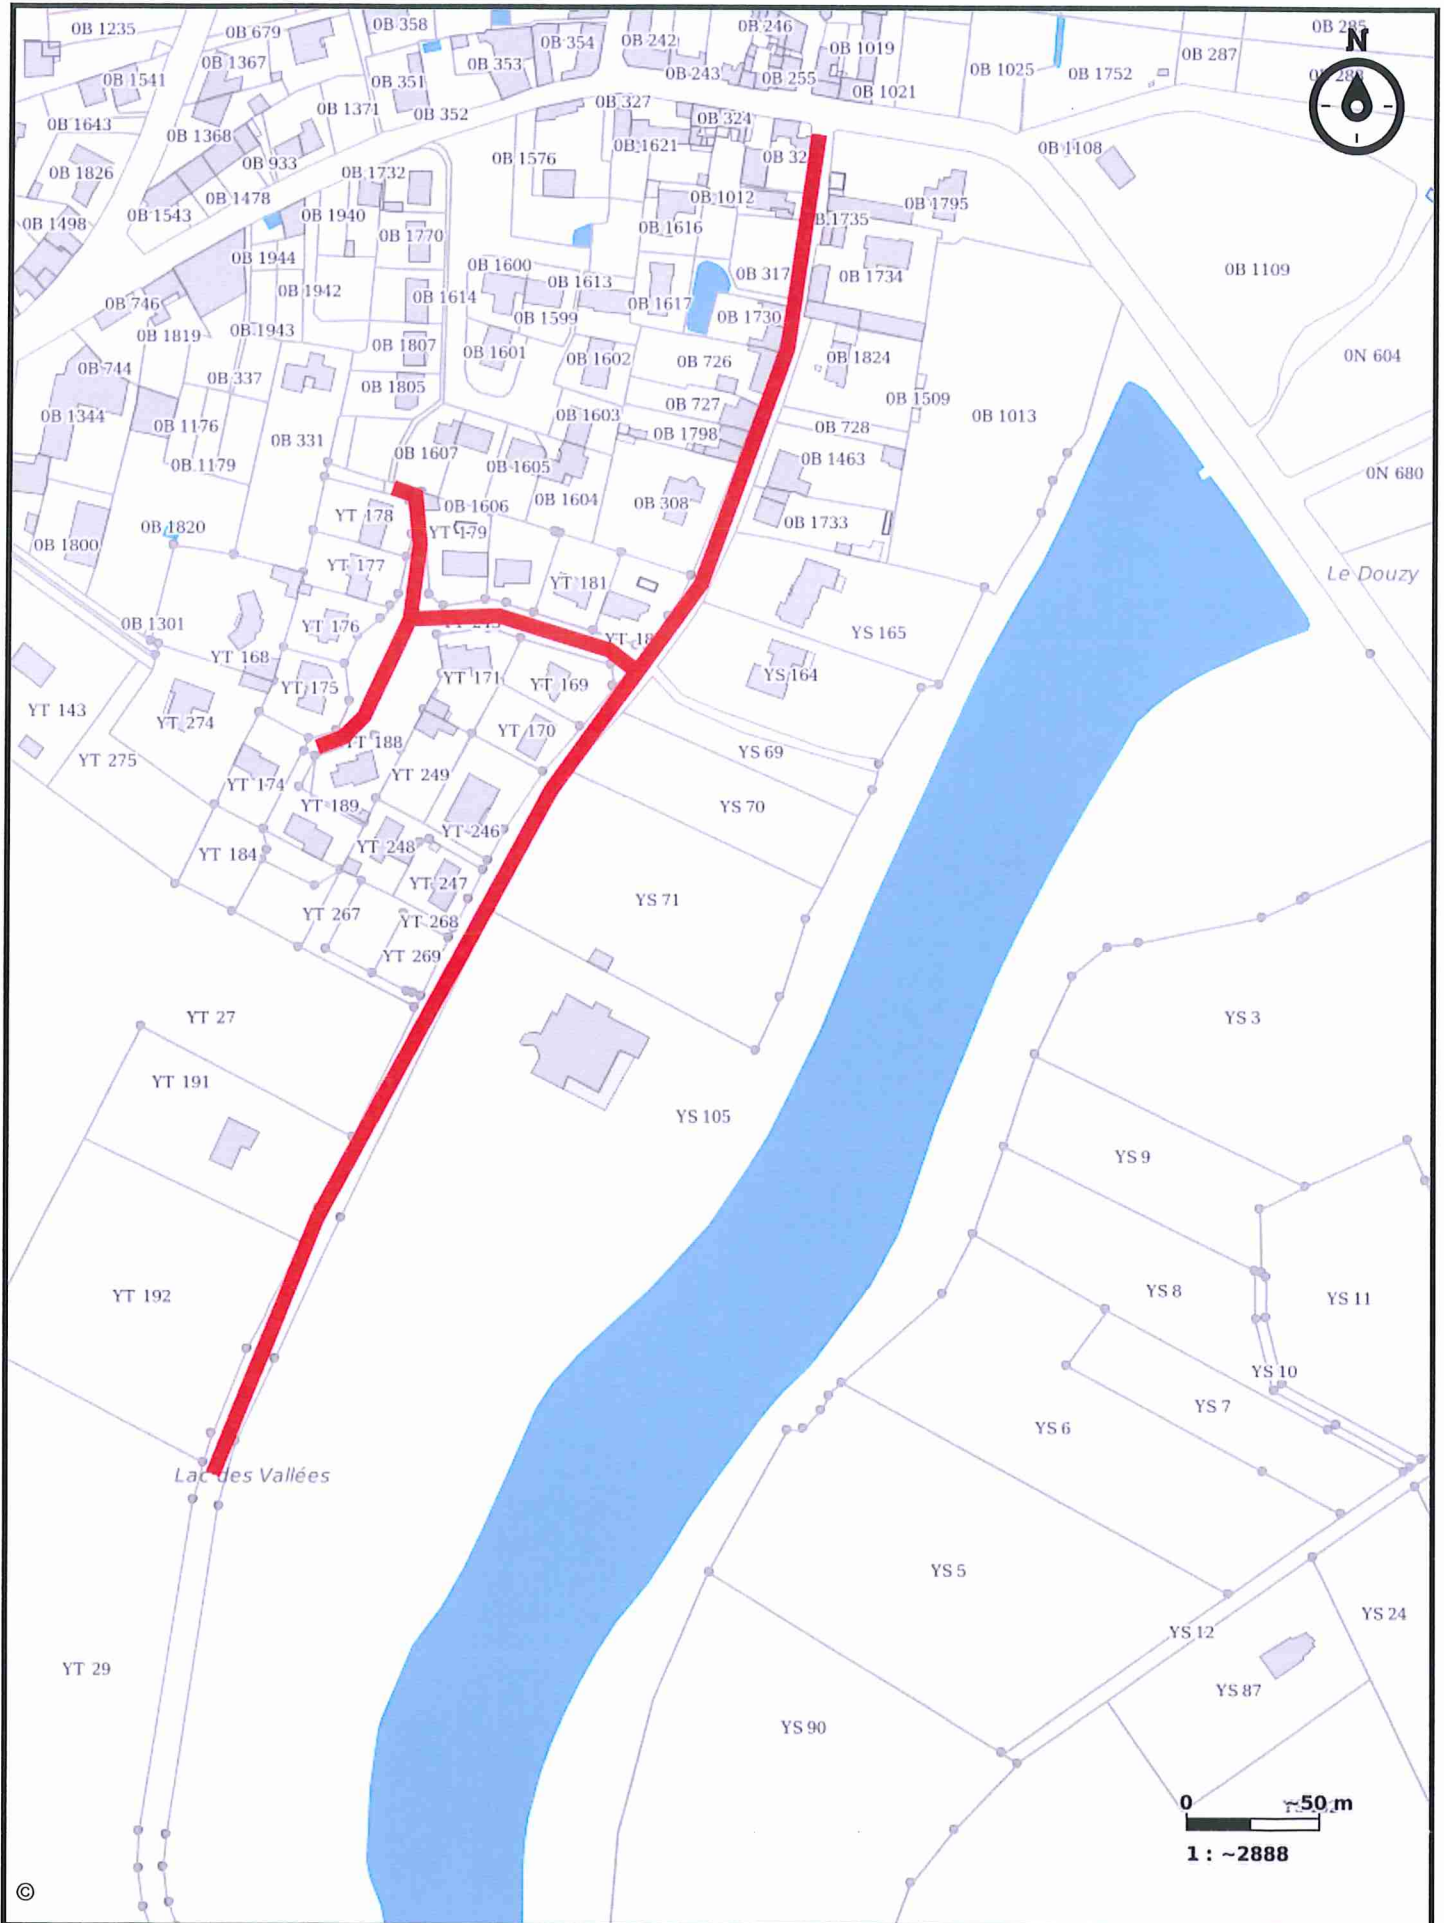 0B 1235
0B 679
0B 358
0B 354
0B 242
0B 246
0B 1019
0B 285
N
0B 1541
0B 1367
0B 351
0B 353
0B 243
0B 255
0B 1021
0B 1025
0B 1752
0B 287
0B 1643
0B 1368
0B 1371
0B 352
0B 327
0B 324
0B 1621
0B 1826
0B 933
0B 1732
0B 1576
0B 32
0B 1108
0B 1498
0B 1543
0B 1478
0B 1940
0B 1012
0B 1795
0B 1770
0B 1616
B 1735
0B 1944
0B 1600
0B 1613
0B 317
0B 1734
0B 1109
0B 746
0B 1942
0B 1614
0B 1599
0B 1617
0B 1730
0B 1819
0B 1943
0B 1807
0B 1601
0B 1602
0B 726
0B 1824
0N 604
0B 744
0B 337
0B 1805
0B 727
0B 1509
0B 1344
0B 1176
0B 331
0B 1603
0B 1798
0B 728
0B 1013
0B 1179
0B 1607
0B 1605
0B 1463
0N 680
0B 1820
YT 178
0B 1606
0B 1604
0B 308
0B 1733
0B 1800
YT 179
YT 177
YT 181
Le Douzy
0B 1301
YT 176
YT 18
YS 165
YT 168
YT 175
YT 171
YT 169
YS 164
YT 143
YT 274
YT 188
YT 170
YS 69
YT 275
YT 174
YT 249
YT 189
YS 70
YT 184
YT 248
YT 246
YT 247
YS 71
YT 267
YT 268
YT 269
YT 27
YS 3
YT 191
YS 105
YS 9
YT 192
YS 8
YS 11
YS 10
YS 7
YS 6
Lac des Vallées
YS 5
YS 24
YS 12
YT 29
YS 87
YS 90
0 ~50 m
1 : ~2888
©